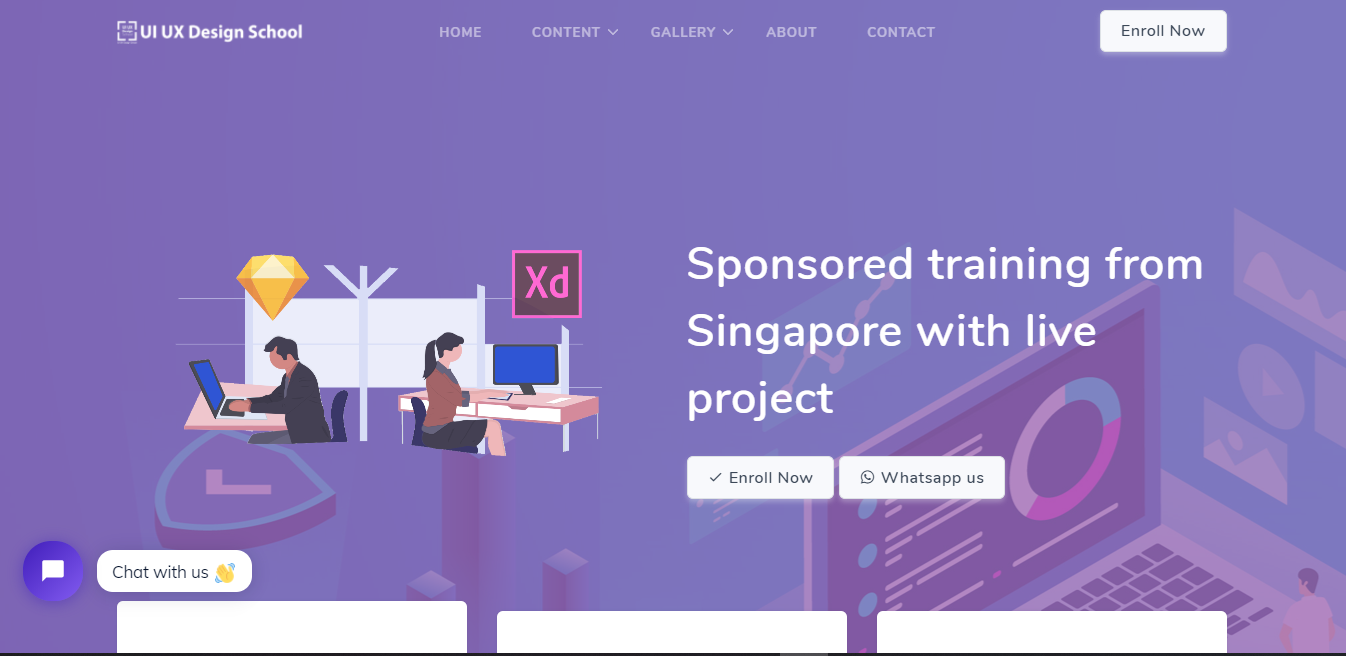 UI UX Design School
HOME CONTENT GALLERY ABOUT CONTACT
Enroll Now
Xd
Sponsored training from
Singapore with live
project
Enroll Now Whatsapp us
Chat with us 👋